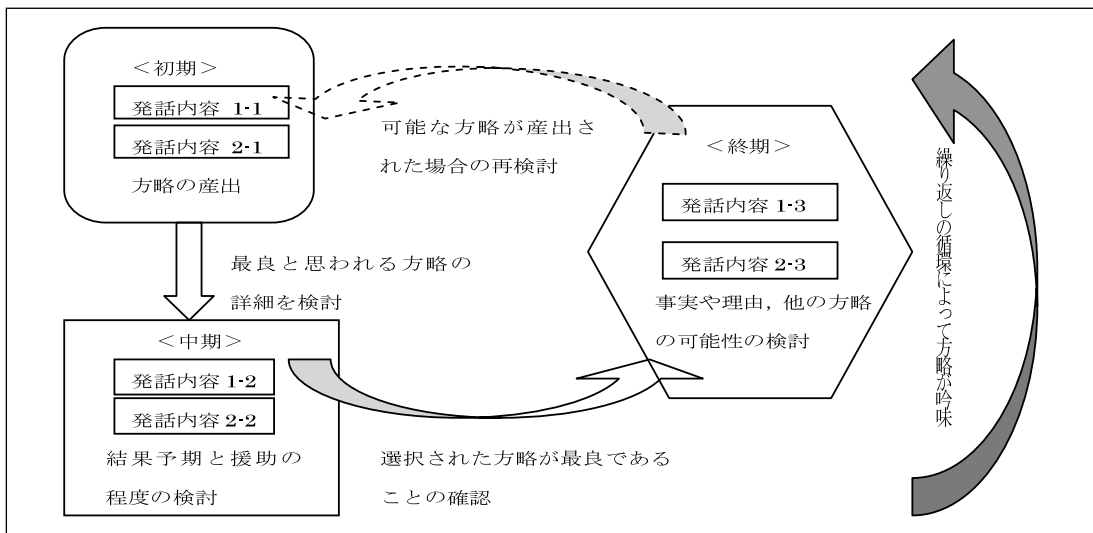 ＜初期＞
発話内容 1-1
発話内容 2-1
方略の産出
可能な方略が産出さ
れた場合の再検討
最良と思われる方略の
詳細を検討
＜中期＞
発話内容 1-2
発話内容 2-2
結果予期と援助の
程度の検討
選択された方略が最良である
ことの確認
＜終期＞
発話内容 1-3
発話内容 2-3
事実や理由，他の方略
の可能性の検討
繰り返しの循環によって方略が吟味